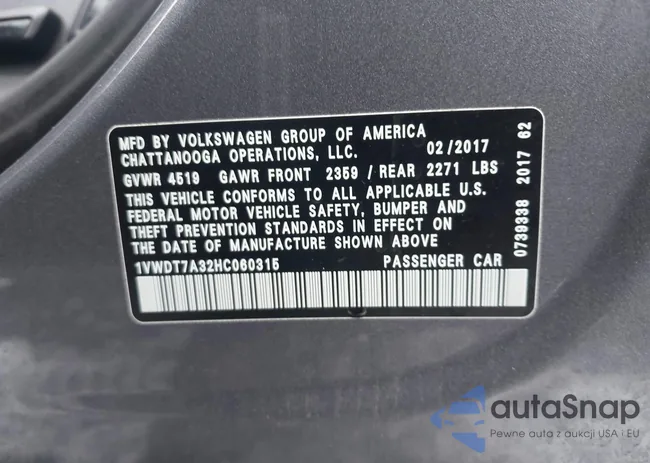 MFD BY VOLKSWAGEN GROUP OF AMERICA
CHATTANOOGA OPERATIONS, LLC. 02/2017
GVWR 4519 GAWR FRONT 2359 / REAR 2271 LBS
THIS VEHICLE CONFORMS TO ALL APPLICABLE U.S.
FEDERAL MOTOR VEHICLE SAFETY, BUMPER AND
THEFT PREVENTION STANDARDS IN EFFECT ON
THE DATE OF MANUFACTURE SHOWN ABOVE
1VWDT7A32HC060315 PASSENGER CAR
0739338 2017 62
autaSnap
Pewne auta z aukcji USA i EU